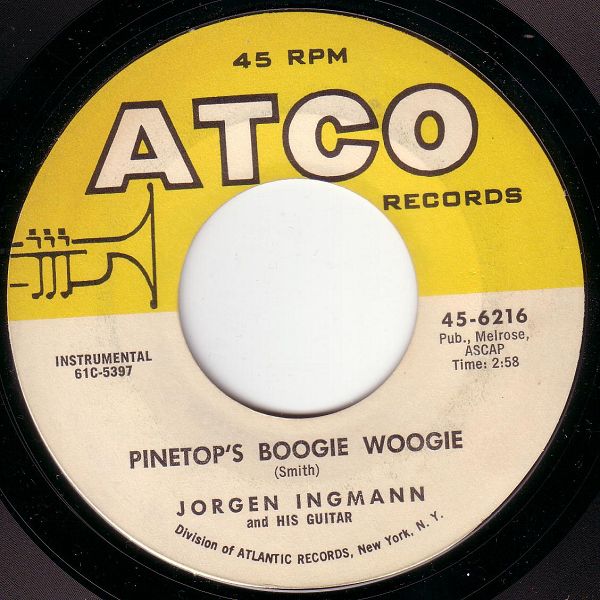 45 RPM
ATCO
RECORDS
45-6216
Pub., Melrose,
ASCAP
Time: 2:58
INSTRUMENTAL
61C-5397
PINETOP'S BOOGIE WOOGIE
(Smith)
JORGEN INGMANN
and HIS GUITAR
Division of ATLANTIC RECORDS, New York, N. Y.